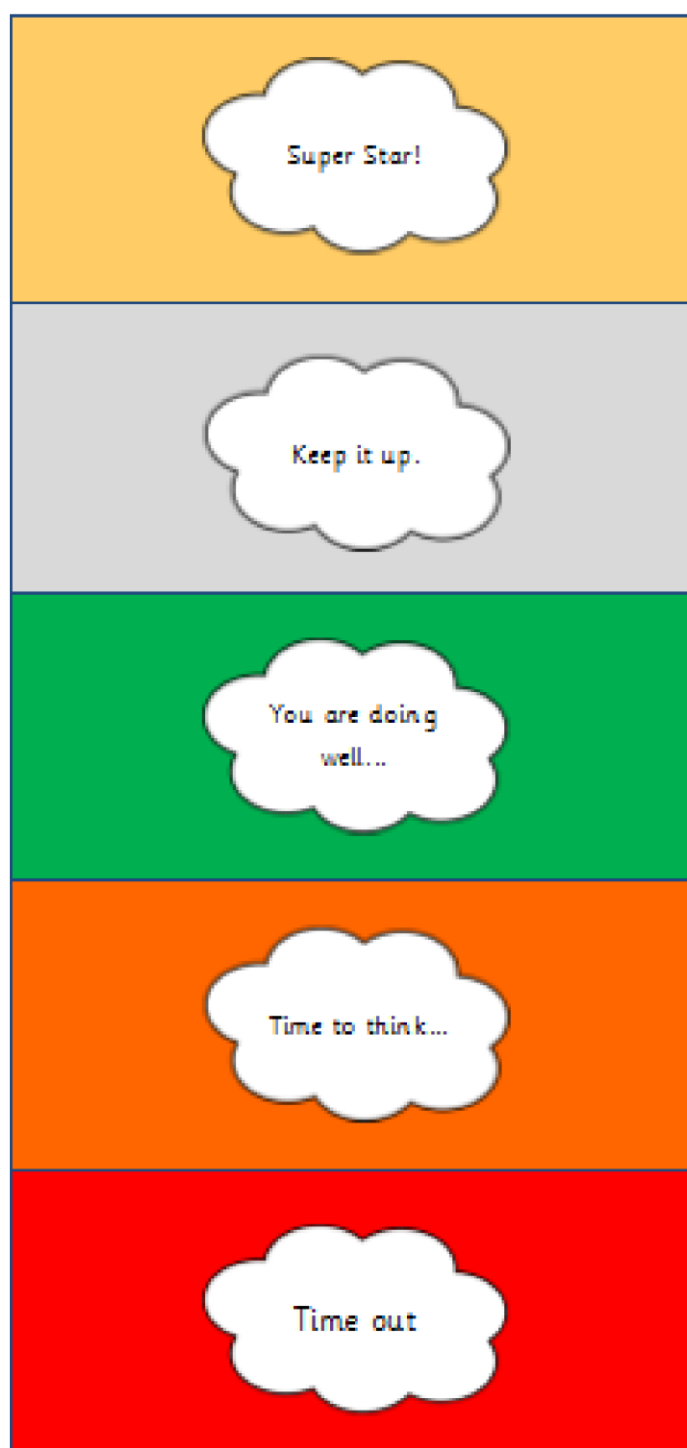 Super Star!
Keep it up.
You are doing
well...
Time to think...
Time out